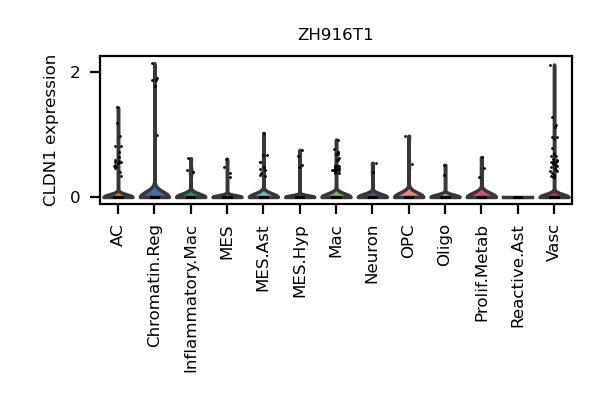 ZH916T1
CLDN1 expression
2
0
AC
Chromatin.Reg
Inflammatory.Mac
MES
MES.Ast
MES.Hyp
Mac
Neuron
OPC
Oligo
Prolif.Metab
Reactive.Ast
Vasc